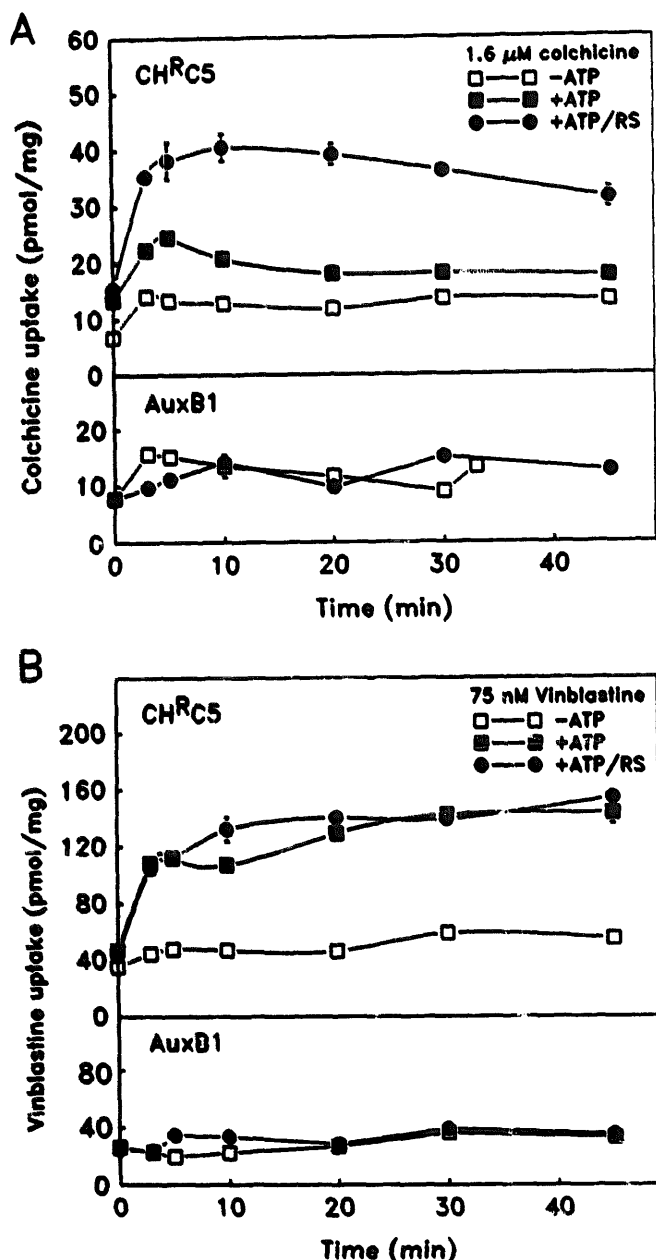 A
CHRC5
1.6 μM colchicine
-ATP
+ATP
+ATP/RS
60
50
40
30
20
10
0
Colchicine uptake (pmol/mg)
AuxB1
20
10
0
0 10 20 30 40
Time (min)
B
CHRC5
75 nM Vinblastine
-ATP
+ATP
+ATP/RS
200
160
120
80
40
0
Vinblastine uptake (pmol/mg)
AuxB1
80
40
0
0 10 20 30 40
Time (min)